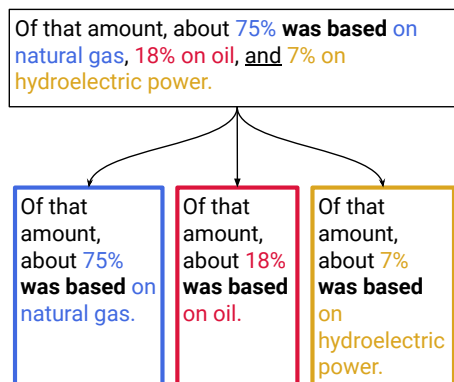 Of that amount, about 75% was based on
natural gas, 18% on oil, and 7% on
hydroelectric power.
Of that
amount,
about 75%
was based on
natural gas.
Of that
amount,
about 18%
was based
on oil.
Of that
amount,
about 7%
was based
on
hydroelectric
power.